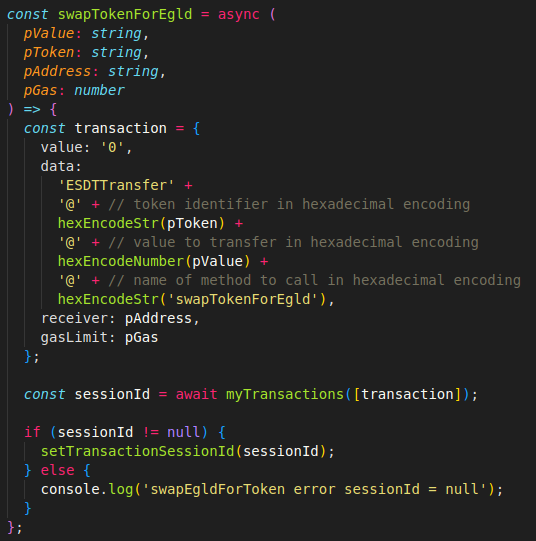 const swapTokenForEgld = async (
  pValue: string,
  pToken: string,
  pAddress: string,
  pGas: number
) => {
  const transaction = {
    value: '0',
    data:
      'ESDTTransfer' +
      '@' + // token identifier in hexadecimal encoding
      hexEncodeStr(pToken) +
      '@' + // value to transfer in hexadecimal encoding
      hexEncodeNumber(pValue) +
      '@' + // name of method to call in hexadecimal encoding
      hexEncodeStr('swapTokenForEgld'),
    receiver: pAddress,
    gasLimit: pGas
  };

  const sessionId = await myTransactions([transaction]);

  if (sessionId != null) {
    setTransactionSessionId(sessionId);
  } else {
    console.log('swapEgldForToken error sessionId = null');
  }
};